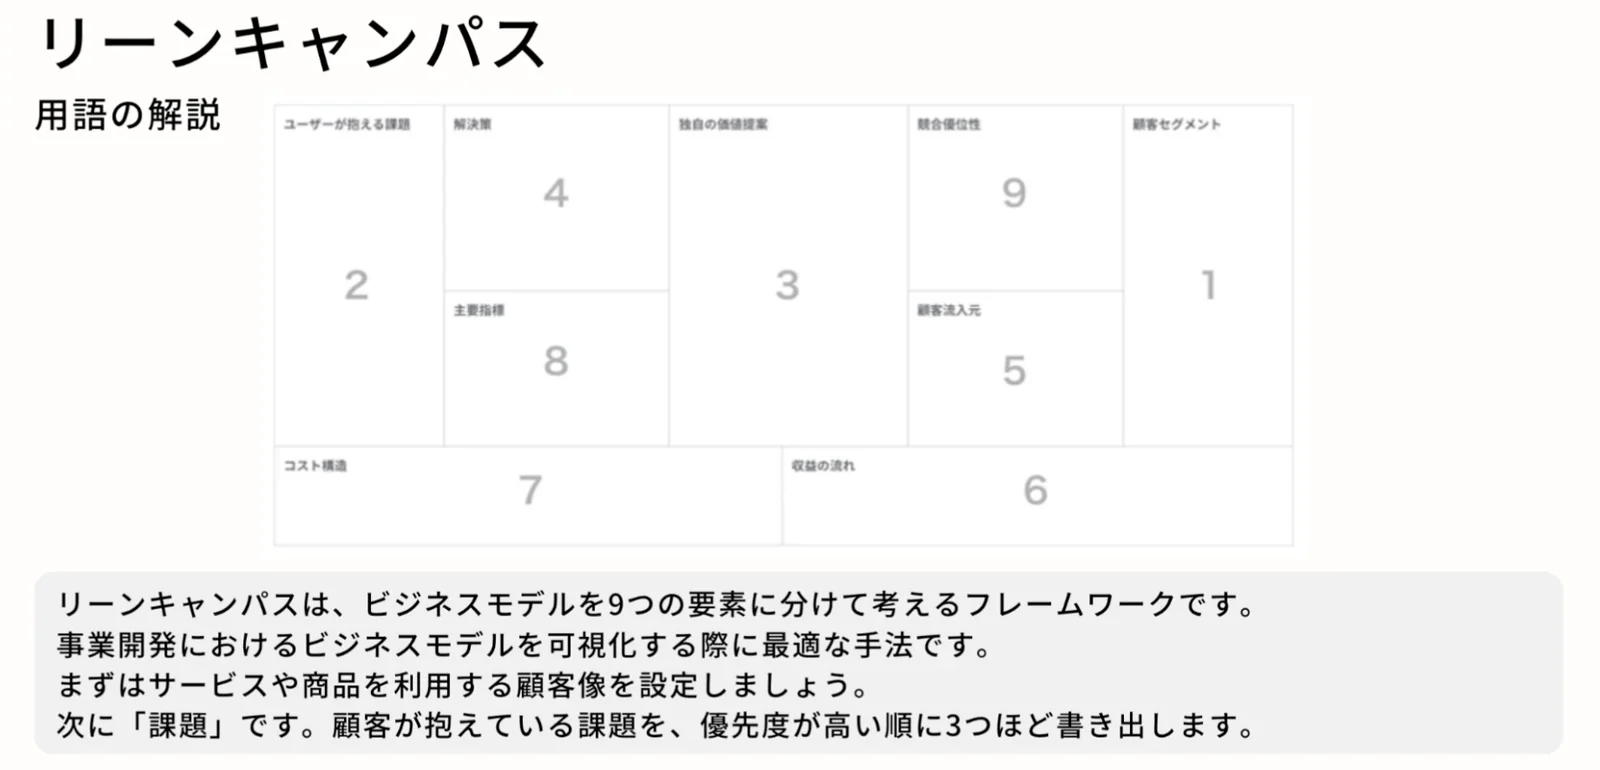 リーンキャンパス
用語の解説
ユーザーが抱える課題
2
解決策
4
主要指標
8
独自の価値提案
3
競合優位性
9
顧客流入元
5
顧客セグメント
1
コスト構造
7
収益の流れ
6
リーンキャンパスは、ビジネスモデルを9つの要素に分けて考えるフレームワークです。
事業開発におけるビジネスモデルを可視化する際に最適な手法です。
まずはサービスや商品を利用する顧客像を設定しましょう。
次に「課題」です。顧客が抱えている課題を、優先度が高い順に3つほど書き出します。